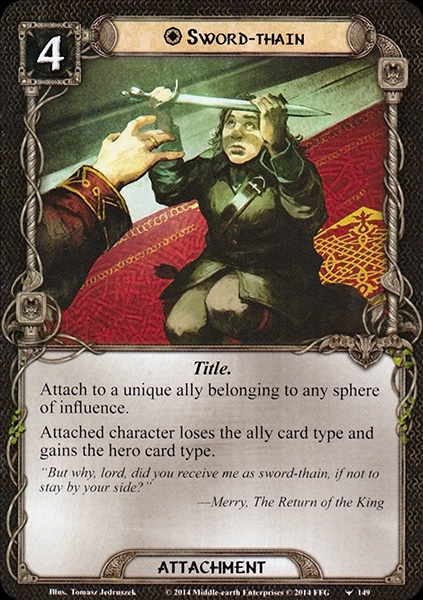 4
SWORD-THAIN
Title.
Attach to a unique ally belonging to any sphere
of influence.
Attached character loses the ally card type and
gains the hero card type.
“But why, lord, did you receive me as sword-thain, if not to
stay by your side?”
—Merry, The Return of the King
ATTACHMENT
Illus. Tomasz Jedruszek © 2014 Middle-earth Enterprises © 2014 FFG 149